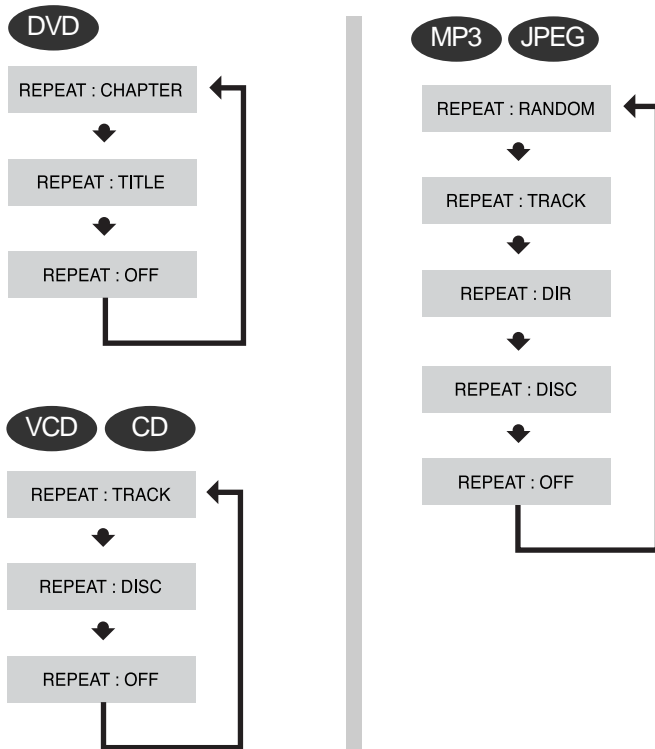 DVD
REPEAT : CHAPTER
REPEAT : TITLE
REPEAT : OFF
VCD CD
REPEAT : TRACK
REPEAT : DISC
REPEAT : OFF
MP3 JPEG
REPEAT : RANDOM
REPEAT : TRACK
REPEAT : DIR
REPEAT : DISC
REPEAT : OFF